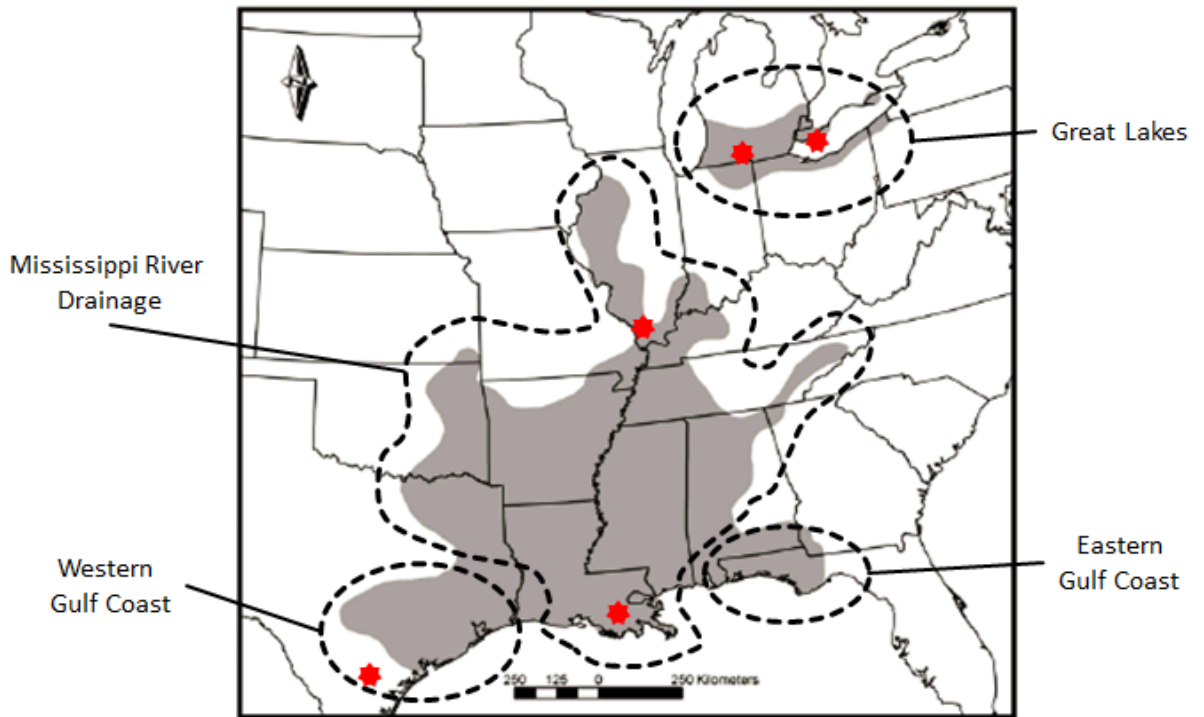 Great Lakes
Mississippi River
Drainage
Western
Gulf Coast
Eastern
Gulf Coast
250 125 0 250 Kilometers